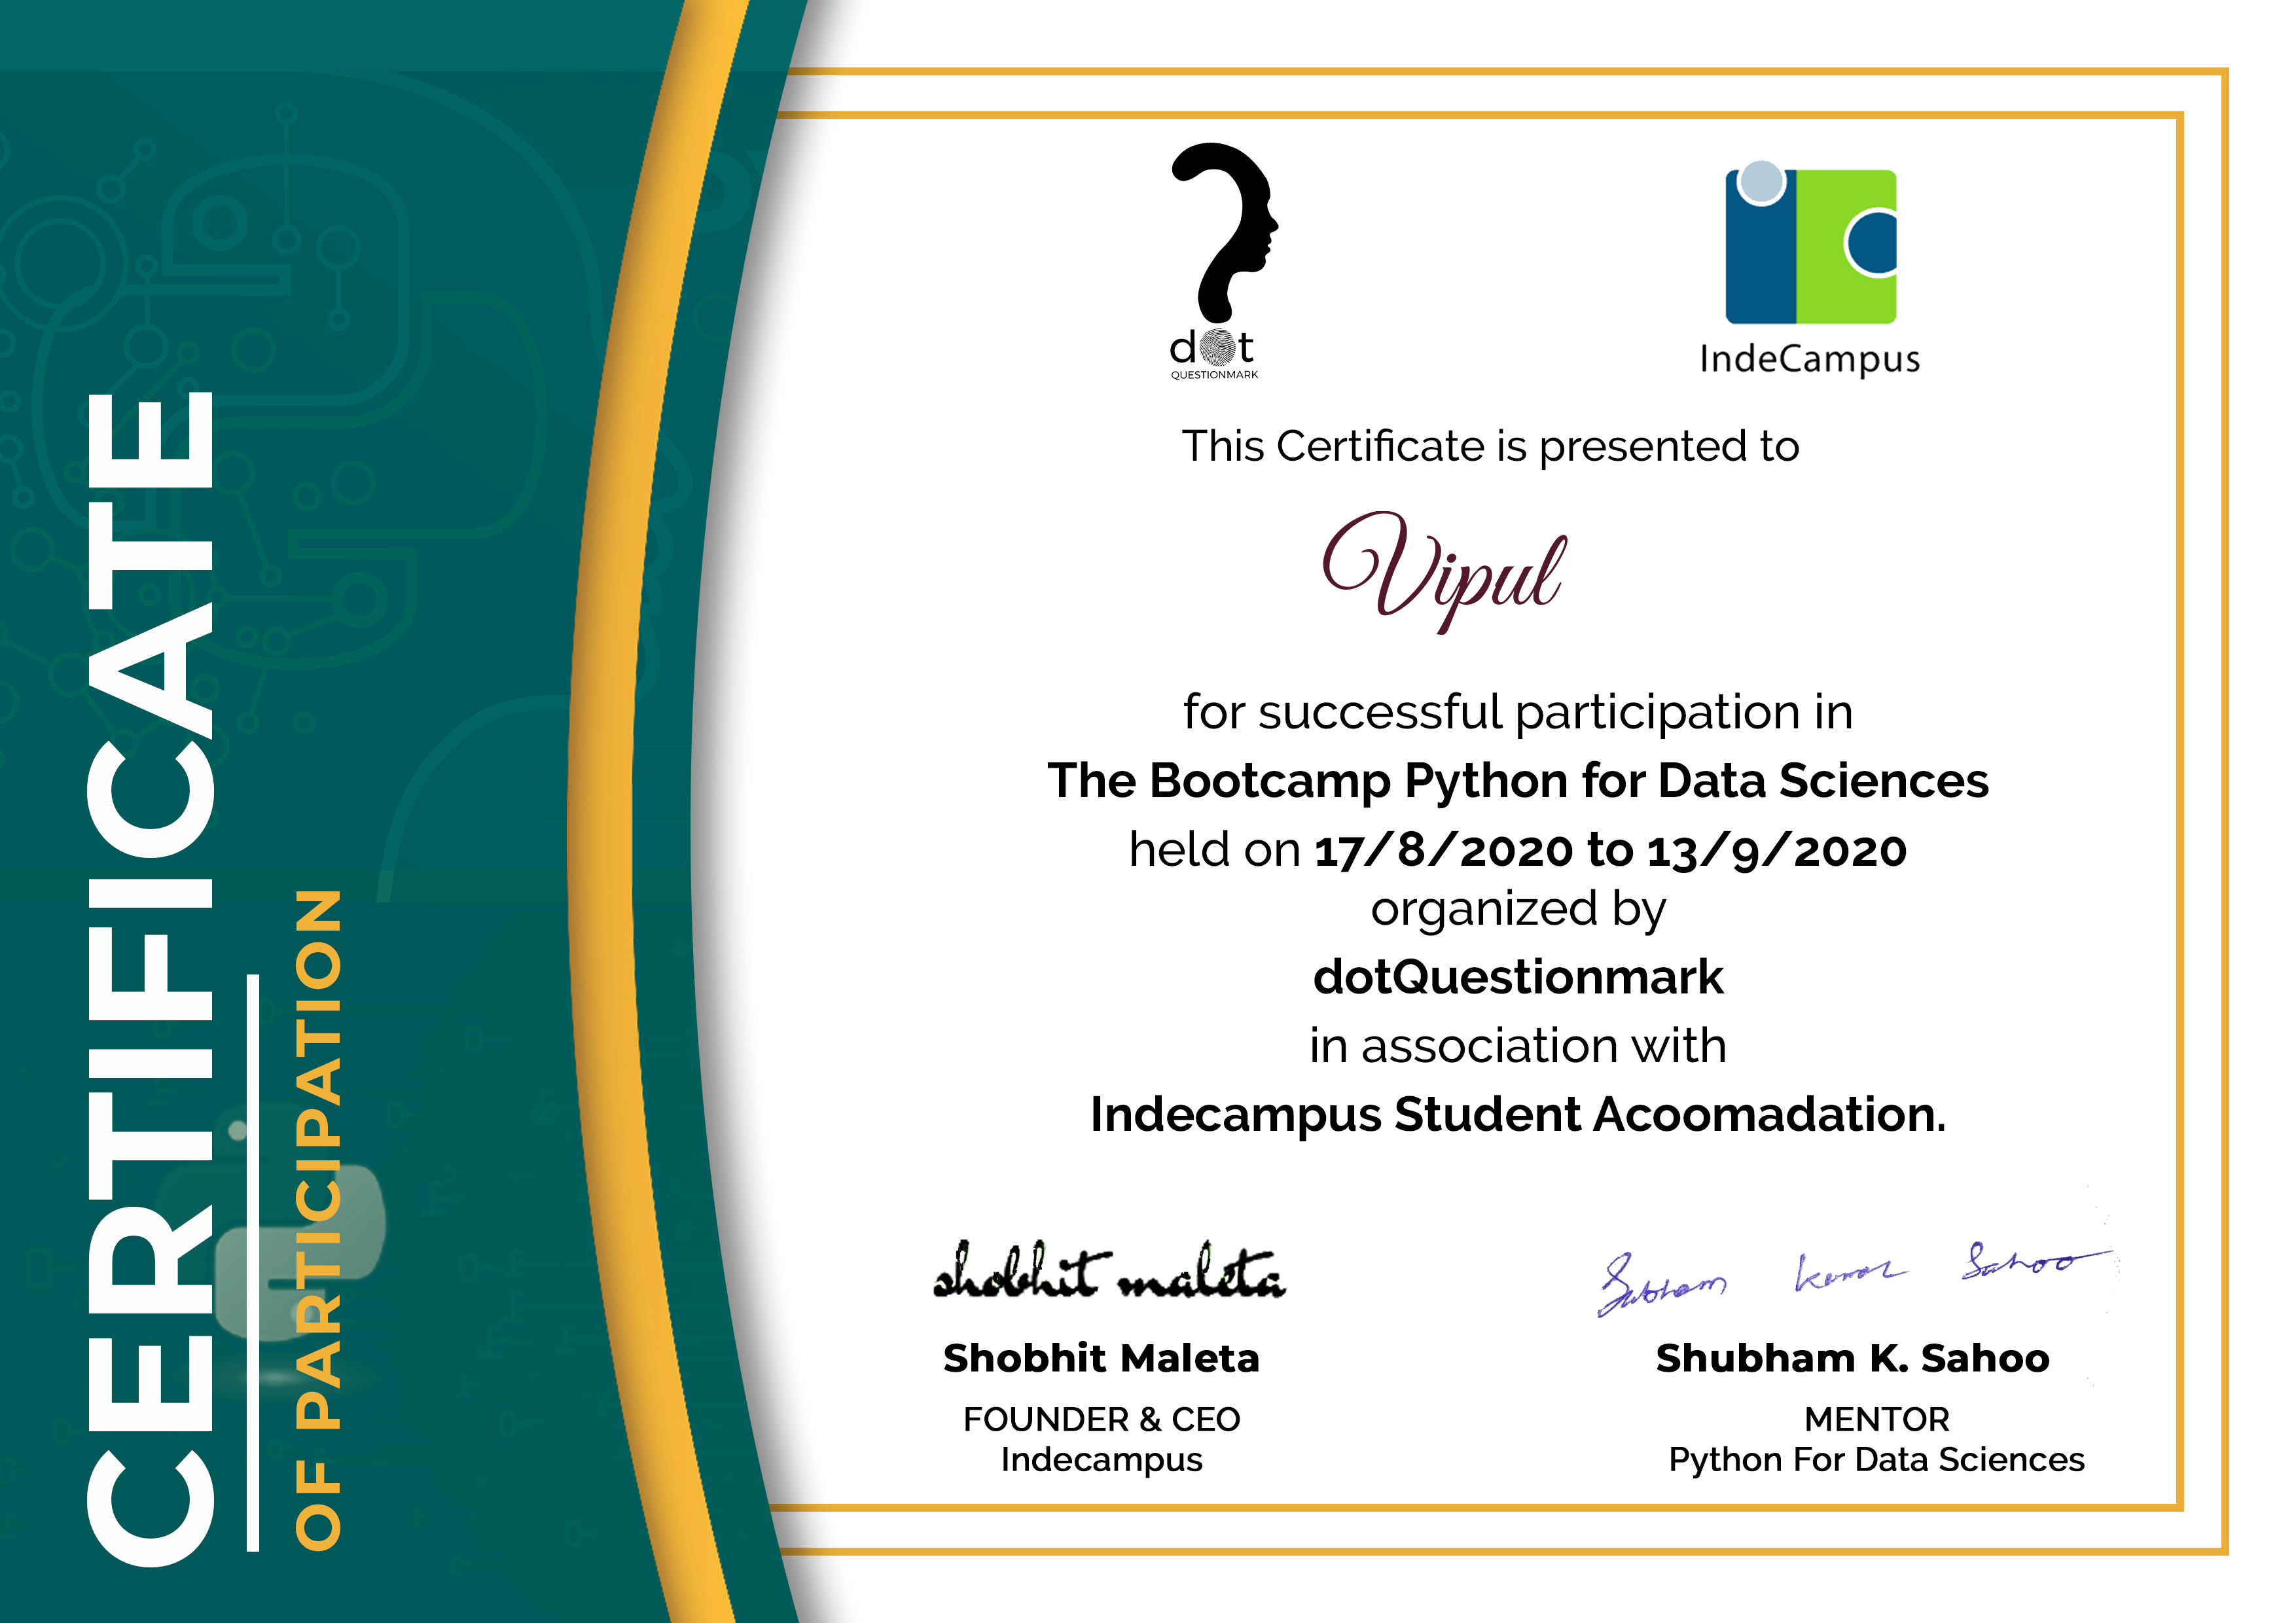 CERTIFICATE
OF PARTICIPATION
dot
QUESTIONMARK
IndeCampus
This Certificate is presented to
Vipul
for successful participation in
The Bootcamp Python for Data Sciences
held on 17/8/2020 to 13/9/2020
organized by
dotQuestionmark
in association with
Indecampus Student Acoomadation.
shobhit maleta
Subham Kumar Sahoo
Shobhit Maleta
Shubham K. Sahoo
FOUNDER & CEO
MENTOR
Indecampus
Python For Data Sciences